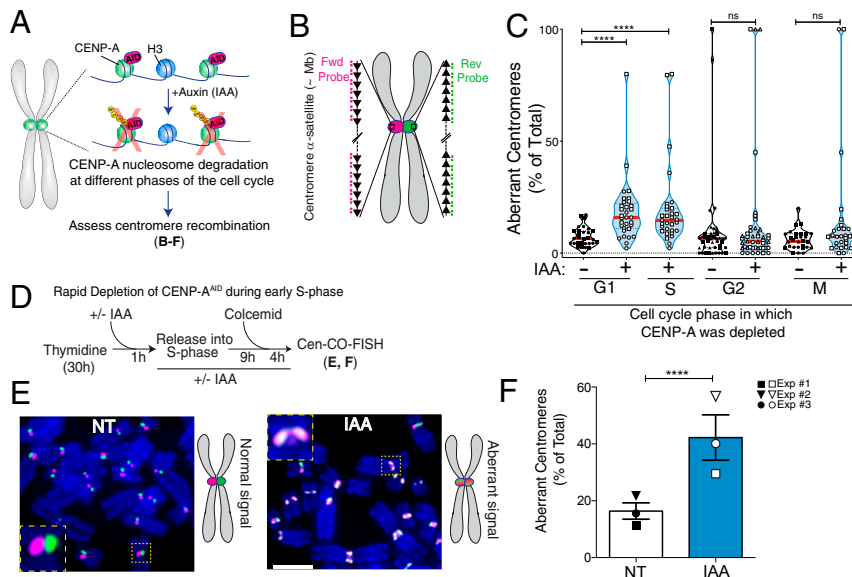 A
CENP-A
H3
AID
AID
+Auxin (IAA)
AID
AID
CENP-A nucleosome degradation
at different phases of the cell cycle
Assess centromere recombination
(B-F)
B
Centromere α-satellite (~ Mb)
Fwd
Probe
Rev
Probe
C
Aberrant Centromeres
(% of Total)
100
50
0
****
****
ns
ns
IAA: − + + − + − +
G1 S G2 M
Cell cycle phase in which
CENP-A was depleted
D
Rapid Depletion of CENP-A^AID during early S-phase
+/- IAA
Colcemid
Thymidine
(30h)
1h
Release into
S-phase
9h
4h
Cen-CO-FISH
(E, F)
+/- IAA
E
NT
Normal signal
IAA
Aberrant signal
F
Aberrant Centromeres
(% of Total)
60
40
20
0
****
Exp #1
Exp #2
Exp #3
NT
IAA